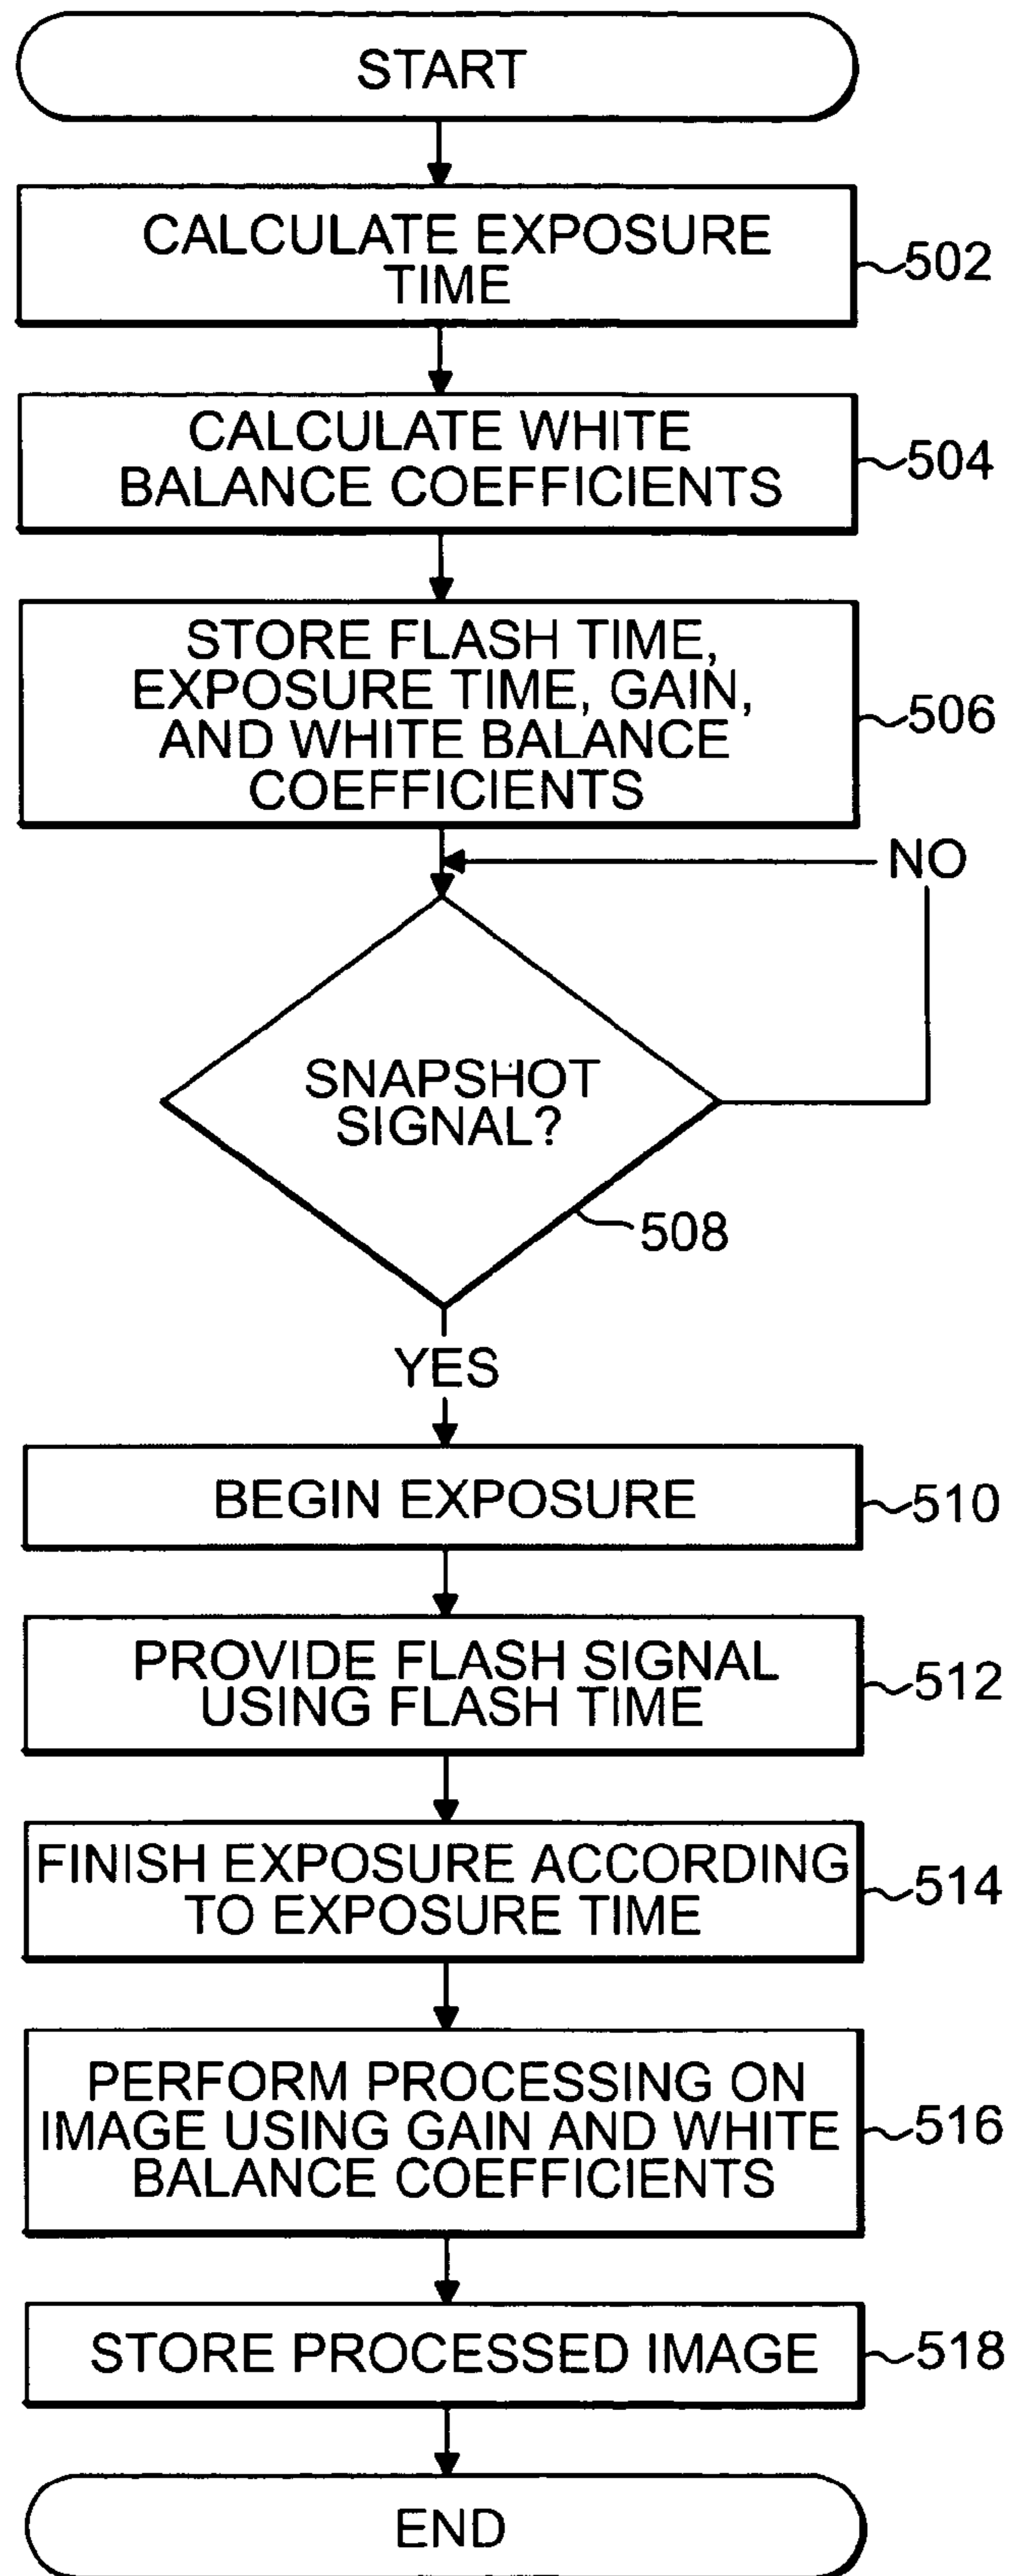 START
CALCULATE EXPOSURE
TIME
502
CALCULATE WHITE
BALANCE COEFFICIENTS
504
STORE FLASH TIME,
EXPOSURE TIME, GAIN,
AND WHITE BALANCE
COEFFICIENTS
506
NO
SNAPSHOT
SIGNAL?
508
YES
BEGIN EXPOSURE
510
PROVIDE FLASH SIGNAL
USING FLASH TIME
512
FINISH EXPOSURE ACCORDING
TO EXPOSURE TIME
514
PERFORM PROCESSING ON
IMAGE USING GAIN AND WHITE
BALANCE COEFFICIENTS
516
STORE PROCESSED IMAGE
518
END